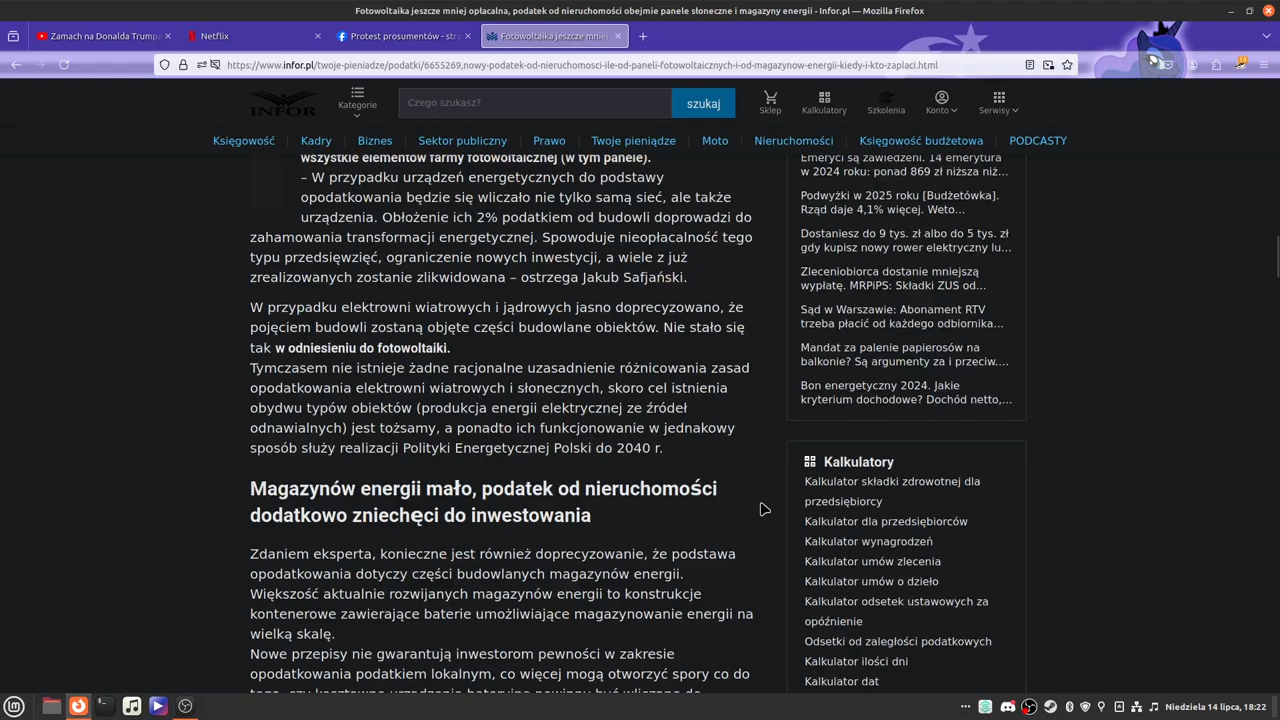 Fotowoltaika jeszcze mniej opłacalna, podatek od nieruchomości obejmie panele słoneczne i magazyny energii - Infor.pl — Mozilla Firefox
Zamach na Donalda Trumpa
Netflix
Protest prosumentów - stra
Fotowoltaika jeszcze mniej
https://www.infor.pl/twoje-pieniadze/podatki/6655269,nowy-podatek-od-nieruchomosci-ile-od-paneli-fotowoltaicznych-i-od-magazynow-energii-kiedy-i-kto-zaplaci.html
INFOR
Kategorie
Czego szukasz?
szukaj
Sklep
Kalkulatory
Szkolenia
Konto
Serwisy
Księgowość
Kadry
Biznes
Sektor publiczny
Prawo
Twoje pieniądze
Moto
Nieruchomości
Księgowość budżetowa
PODCASTY
wszystkie elementów farmy fotowoltaicznej (w tym panele).
– W przypadku urządzeń energetycznych do podstawy
opodatkowania będzie się wliczało nie tylko samą sieć, ale także
urządzenia. Obłożenie ich 2% podatkiem od budowli doprowadzi do
zahamowania transformacji energetycznej. Spowoduje nieopłacalność tego
typu przedsięwzięć, ograniczenie nowych inwestycji, a wiele z już
zrealizowanych zostanie zlikwidowana – ostrzega Jakub Safjański.
W przypadku elektrowni wiatrowych i jądrowych jasno doprecyzowano, że
pojęciem budowli zostaną objęte części budowlane obiektów. Nie stało się
tak w odniesieniu do fotowoltaiki.
Tymczasem nie istnieje żadne racjonalne uzasadnienie różnicowania zasad
opodatkowania elektrowni wiatrowych i słonecznych, skoro cel istnienia
obydwu typów obiektów (produkcja energii elektrycznej ze źródeł
odnawialnych) jest tożsamy, a ponadto ich funkcjonowanie w jednakowy
sposób służy realizacji Polityki Energetycznej Polski do 2040 r.
Magazynów energii mało, podatek od nieruchomości
dodatkowo zniechęci do inwestowania
Zdaniem eksperta, konieczne jest również doprecyzowanie, że podstawa
opodatkowania dotyczy części budowlanych magazynów energii.
Większość aktualnie rozwijanych magazynów energii to konstrukcje
kontenerowe zawierające baterie umożliwiające magazynowanie energii na
wielką skalę.
Nowe przepisy nie gwarantują inwestorom pewności w zakresie
opodatkowania podatkiem lokalnym, co więcej mogą otworzyć spory co do
tego, czy kosztowne urządzenia bateryjne powinny być wliczane do
Emeryci są zawiedzeni. 14 emerytura
w 2024 roku: ponad 869 zł niższa niż...
Podwyżki w 2025 roku [Budżetówka].
Rząd daje 4,1% więcej. Weto...
Dostaniesz do 9 tys. zł albo do 5 tys. zł
gdy kupisz nowy rower elektryczny lu...
Zleceniobiorca dostanie mniejszą
wypłatę. MRPiPS: Składki ZUS od...
Sąd w Warszawie: Abonament RTV
trzeba płacić od każdego odbiornika...
Mandat za palenie papierosów na
balkonie? Są argumenty za i przeciw....
Bon energetyczny 2024. Jakie
kryterium dochodowe? Dochód netto,...
Kalkulatory
Kalkulator składki zdrowotnej dla
przedsiębiorcy
Kalkulator dla przedsiębiorców
Kalkulator wynagrodzeń
Kalkulator umów zlecenia
Kalkulator umów o dzieło
Kalkulator odsetek ustawowych za
opóźnienie
Odsetki od zaległości podatkowych
Kalkulator ilości dni
Kalkulator dat
Niedziela 14 lipca, 18:22